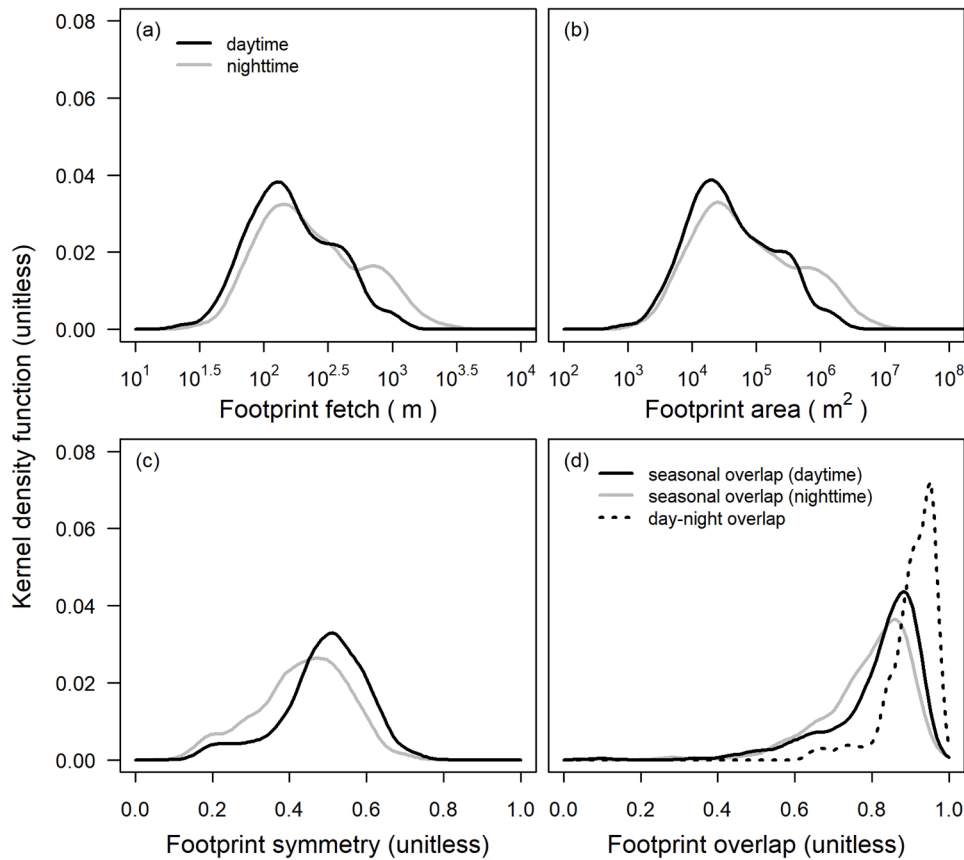 Kernel density function (unitless)
(a)
daytime
nighttime
0.08
0.06
0.04
0.02
0.00
10^1 10^1.5 10^2 10^2.5 10^3 10^3.5 10^4
Footprint fetch ( m )
(b)
10^2 10^3 10^4 10^5 10^6 10^7 10^8
Footprint area ( m^2 )
(c)
0.08
0.06
0.04
0.02
0.00
0.0 0.2 0.4 0.6 0.8 1.0
Footprint symmetry (unitless)
(d)
seasonal overlap (daytime)
seasonal overlap (nighttime)
day-night overlap
0.0 0.2 0.4 0.6 0.8 1.0
Footprint overlap (unitless)